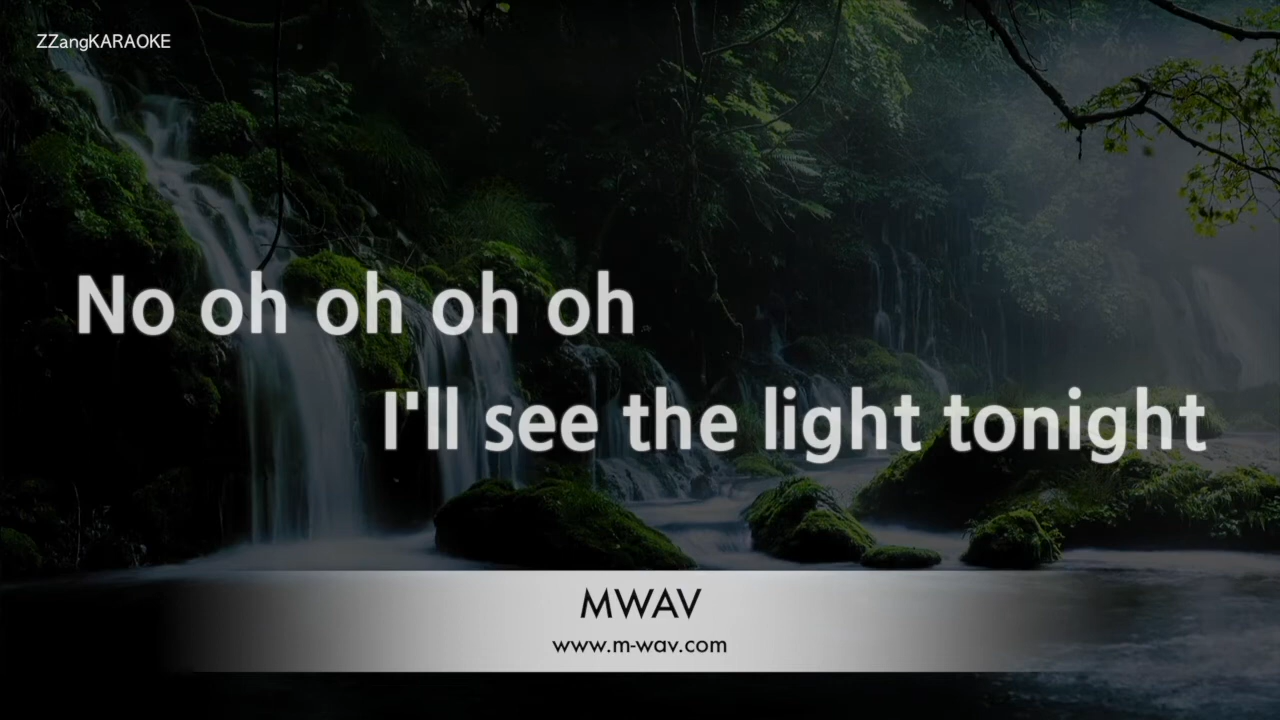 ZZangKARAOKE
No oh oh oh oh
I'll see the light tonight
MWAV
www.m-wav.com